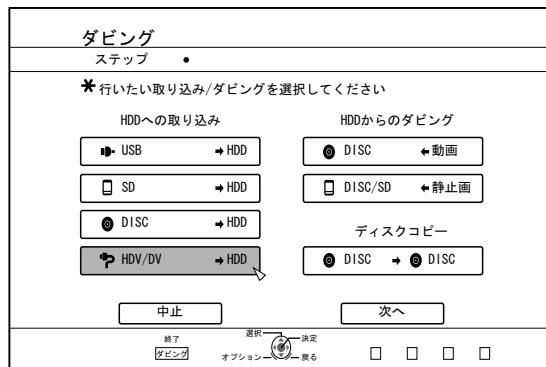 ダビング
ステップ
行いたい取り込み/ダビングを選択してください
HDDへの取り込み
USB ➡ HDD
SD ➡ HDD
DISC ➡ HDD
HDV/DV ➡ HDD
HDDからのダビング
DISC ⬅ 動画
DISC/SD ⬅ 静止画
ディスクコピー
DISC ➡ DISC
中止
次へ
終了
ダビング
選択
決定
オプション
戻る